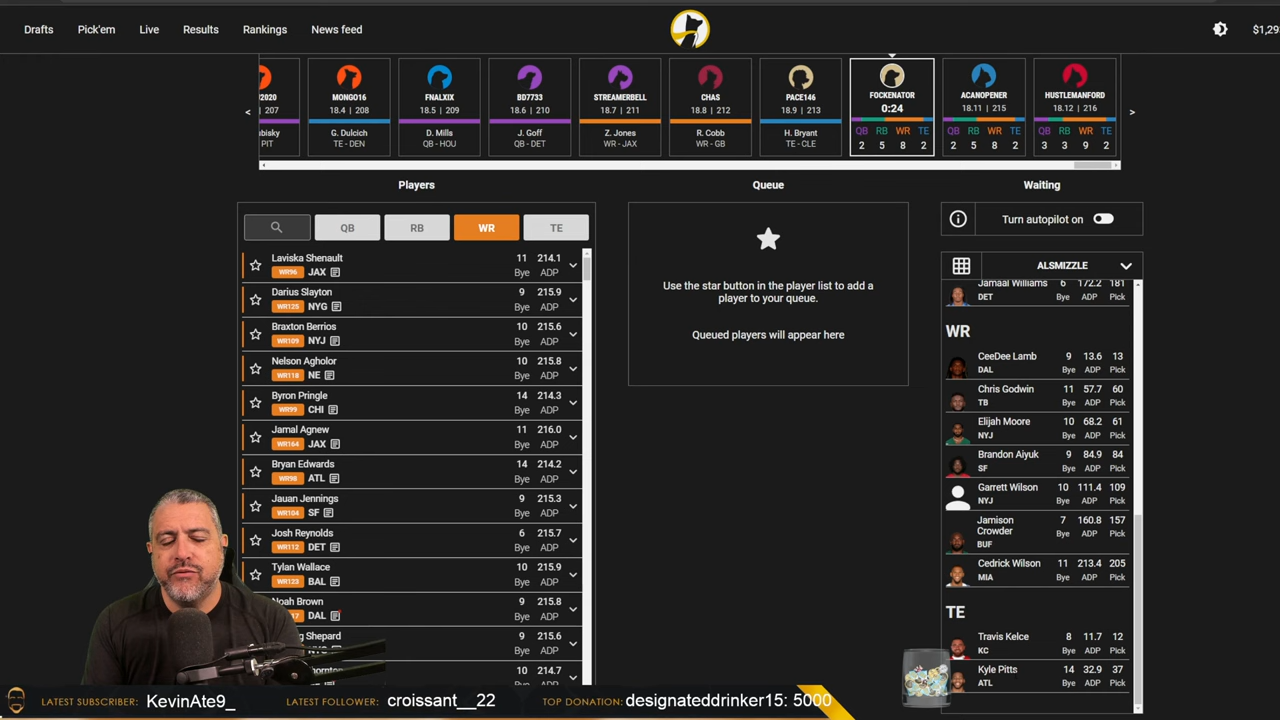 Drafts Pick'em Live Results Rankings News feed
$1,29
2020 MONGO16 FNALXIX BD7733 STREAMERBELL CHAS PACE146 FOCKENATOR ACANOPENER HUSTLEMANFORD
207 18.4 | 208 18.5 | 209 18.6 | 210 18.7 | 211 18.8 | 212 18.9 | 213 0:24 18.11 | 215 18.12 | 216
< >
ubisky G. Dulcich D. Mills J. Goff Z. Jones R. Cobb H. Bryant QB RB WR TE QB RB WR TE QB RB WR TE
PIT TE - DEN QB - HOU QB - DET WR - JAX WR - GB TE - CLE 2 5 8 2 2 5 8 2 3 3 9 2
Players Queue Waiting
QB RB WR TE
Turn autopilot on
ALSMIZZLE
Laviska Shenault 11 214.1
WR96 JAX Bye ADP
Darius Slayton 9 215.9
WR125 NYG Bye ADP
Braxton Berrios 10 215.6
WR109 NYJ Bye ADP
Nelson Agholor 10 215.8
WR118 NE Bye ADP
Byron Pringle 14 214.3
WR99 CHI Bye ADP
Jamal Agnew 11 216.0
WR164 JAX Bye ADP
Bryan Edwards 14 214.2
WR98 ATL Bye ADP
Jauan Jennings 9 215.3
WR104 SF Bye ADP
Josh Reynolds 6 215.7
WR112 DET Bye ADP
Tylan Wallace 10 215.9
WR123 BAL Bye ADP
Noah Brown 9 215.8
DAL Bye ADP
Shepard 9 215.6
Bye ADP
10 214.7
Use the star button in the player list to add a
player to your queue.
Queued players will appear here
Jamaal Williams 6 172.2 181
DET Bye ADP Pick
WR
CeeDee Lamb 9 13.6 13
DAL Bye ADP Pick
Chris Godwin 11 57.7 60
TB Bye ADP Pick
Elijah Moore 10 68.2 61
NYJ Bye ADP Pick
Brandon Aiyuk 9 84.9 84
SF Bye ADP Pick
Garrett Wilson 10 111.4 109
NYJ Bye ADP Pick
Jamison
Crowder 7 160.8 157
BUF Bye ADP Pick
Cedrick Wilson 11 213.4 205
MIA Bye ADP Pick
TE
Travis Kelce 8 11.7 12
KC Bye ADP Pick
Kyle Pitts 14 32.9 37
ATL Bye ADP Pick
LATEST SUBSCRIBER: KevinAte9_ LATEST FOLLOWER: croissant__22 TOP DONATION: designateddrinker15: 5000